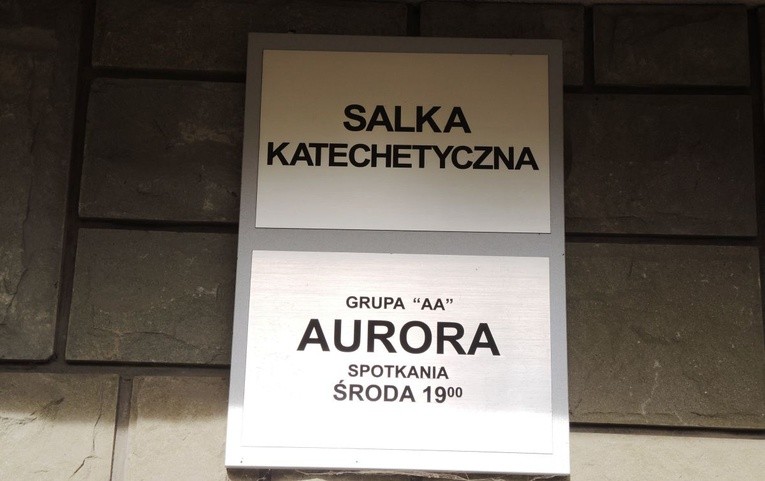 SALKA
KATECHETYCZNA
GRUPA "AA"
AURORA
SPOTKANIA
ŚRODA 19⁰⁰